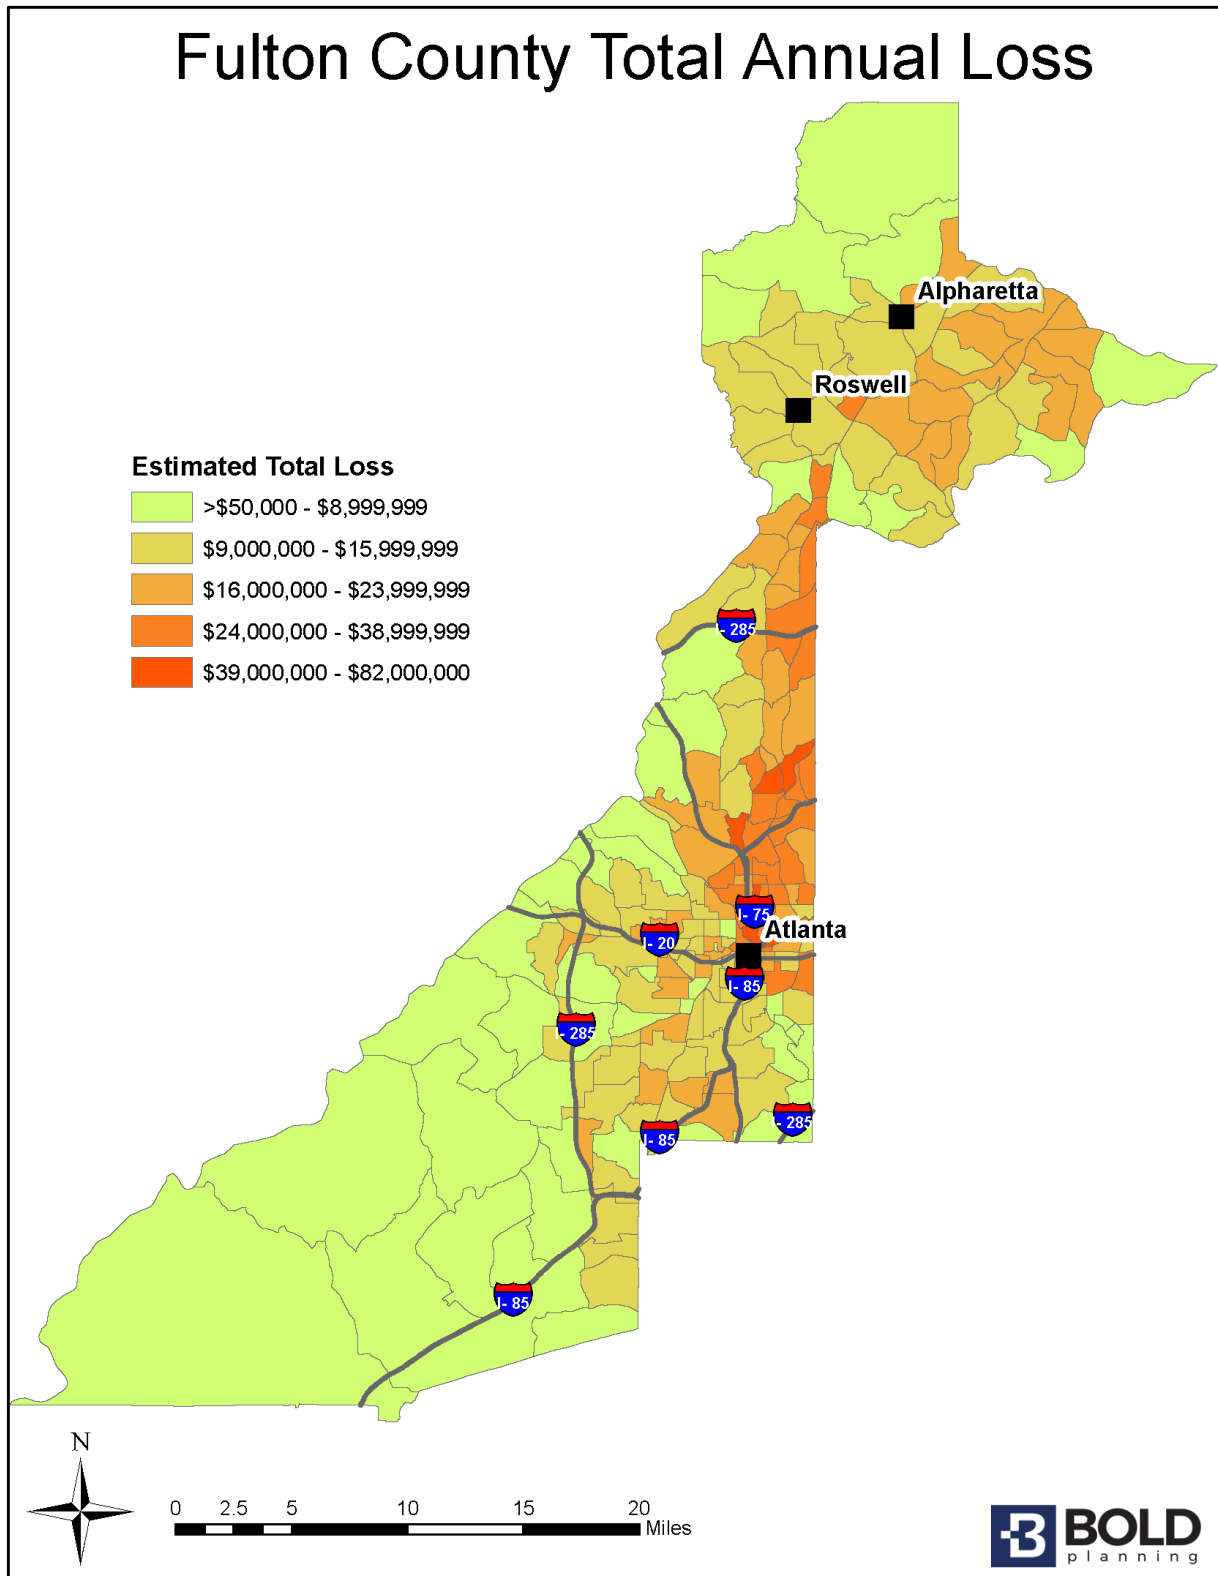 Fulton County Total Annual Loss
Alpharetta
Roswell
Estimated Total Loss
>$50,000 - $8,999,999
$9,000,000 - $15,999,999
$16,000,000 - $23,999,999
$24,000,000 - $38,999,999
$39,000,000 - $82,000,000
I- 285
I- 75
Atlanta
I- 20
I- 85
I- 285
I- 285
I- 85
I- 85
N
0 2.5 5 10 15 20
Miles
B BOLD
planning